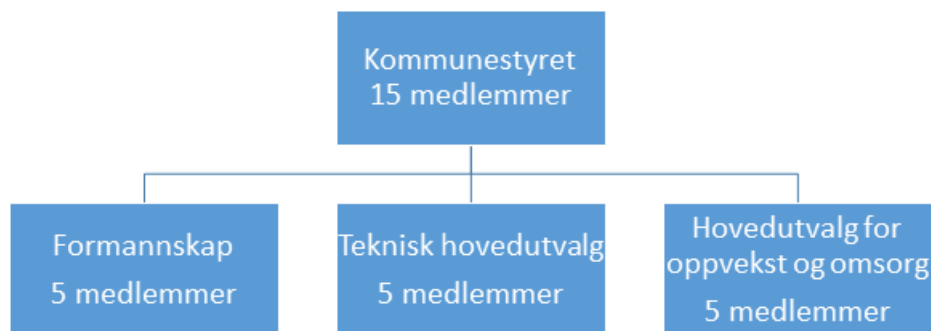 Kommunestyret
15 medlemmer
Formannskap
5 medlemmer
Teknisk hovedutvalg
5 medlemmer
Hovedutvalg for
oppvekst og omsorg
5 medlemmer